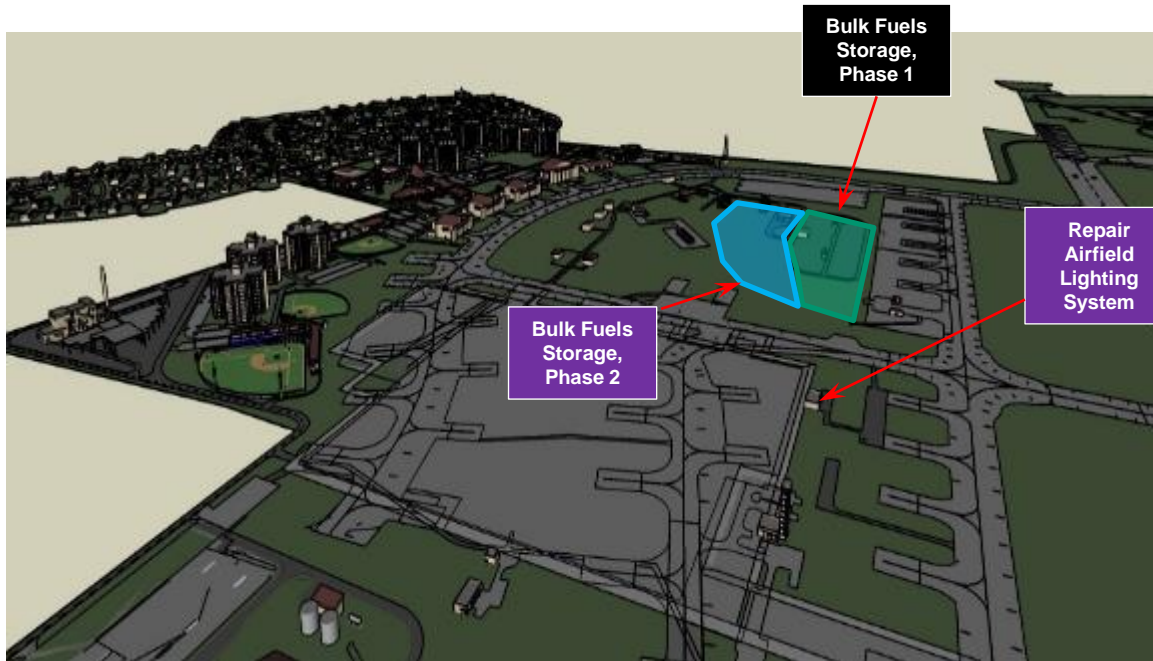 Bulk Fuels
Storage,
Phase 1
Repair
Airfield
Lighting
System
Bulk Fuels
Storage,
Phase 2